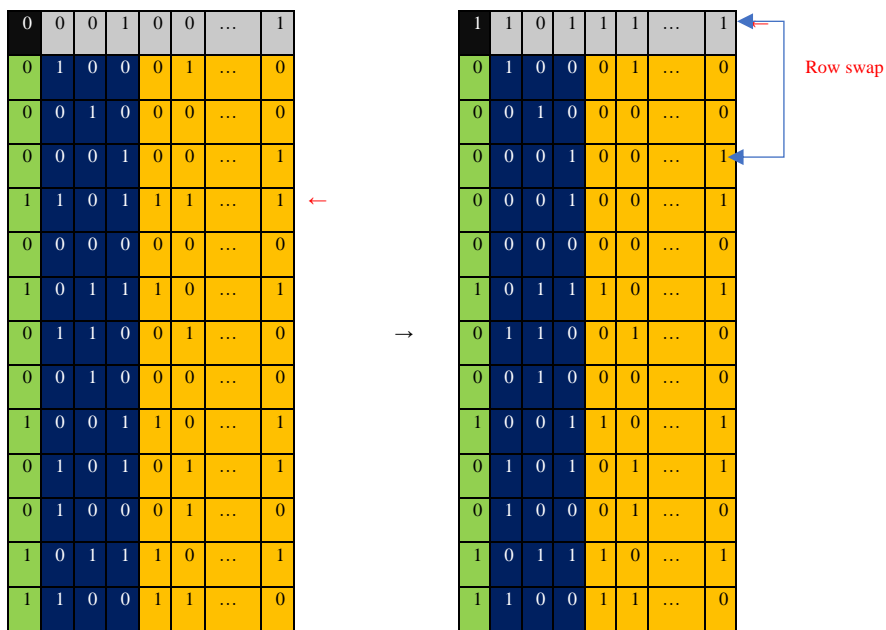 0 0 0 1 0 0 … 1 1 1 0 1 1 1 … 1 ←
0 1 0 0 0 1 … 0 0 1 0 0 0 1 … 0 Row swap
0 0 1 0 0 0 … 0 0 0 1 0 0 0 … 0
0 0 0 1 0 0 … 1 0 0 0 1 0 0 … 1
1 1 0 1 1 1 … 1 ← 0 0 0 1 0 0 … 1
0 0 0 0 0 0 … 0 0 0 0 0 0 0 … 0
1 0 1 1 1 0 … 1 1 0 1 1 1 0 … 1
0 1 1 0 0 1 … 0 → 0 1 1 0 0 1 … 0
0 0 1 0 0 0 … 0 0 0 1 0 0 0 … 0
1 0 0 1 1 0 … 1 1 0 0 1 1 0 … 1
0 1 0 1 0 1 … 1 0 1 0 1 0 1 … 1
0 1 0 0 0 1 … 0 0 1 0 0 0 1 … 0
1 0 1 1 1 0 … 1 1 0 1 1 1 0 … 1
1 1 0 0 1 1 … 0 1 1 0 0 1 1 … 0